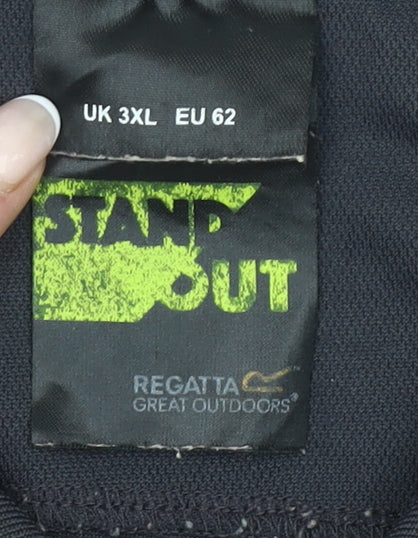 UK 3XL EU 62
STAND
OUT
REGATTA
GREAT OUTDOORS®